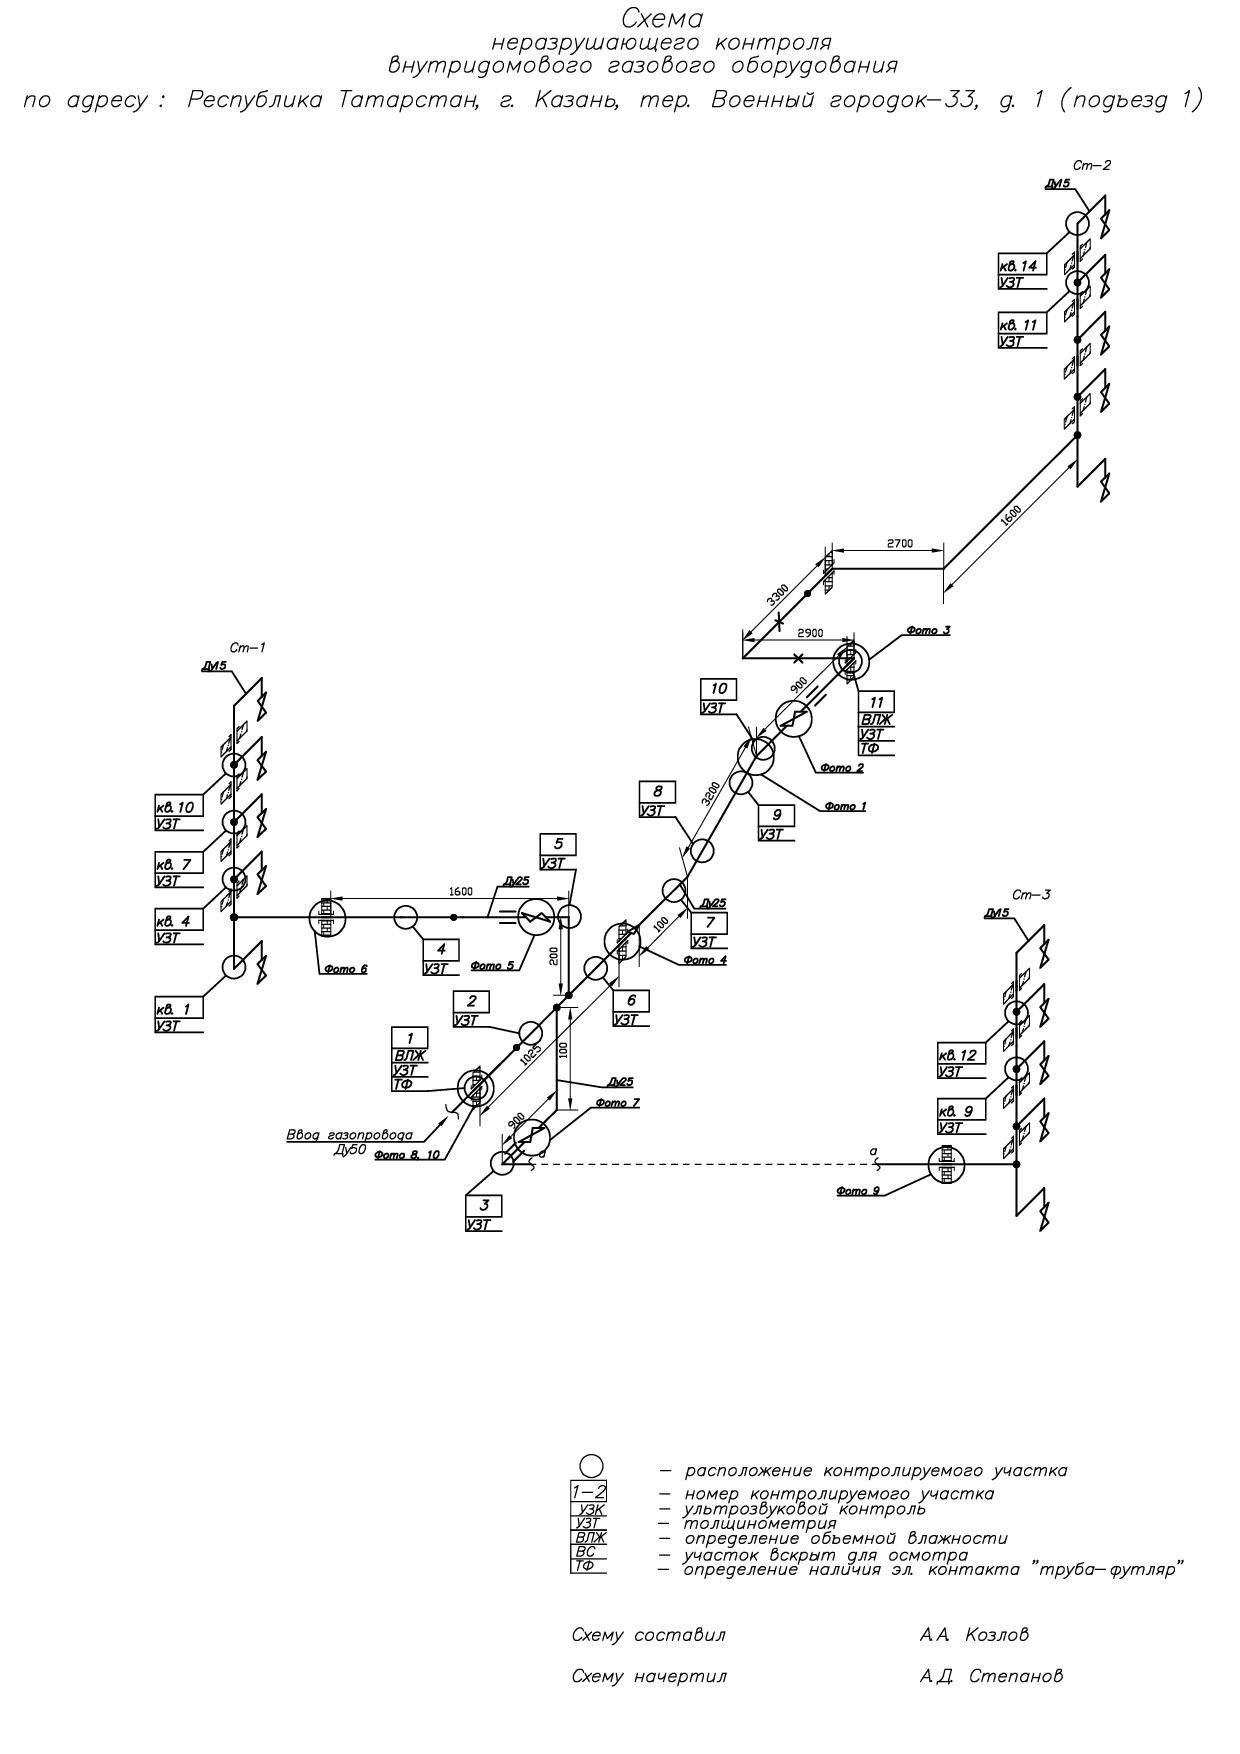 Схема
неразрушающего контроля
внутридомового газового оборудования
по адресу : Республика Татарстан, г. Казань, тер. Военный городок-33, д. 1 (подъезд 1)
Ст-2
Ду15
кв. 14
УЗТ
кв. 11
УЗТ
1600
2700
3300
2900
Фото 3
900
10
УЗТ
11
ВЛЖ
УЗТ
ТФ
Фото 2
Фото 1
3200
8
УЗТ
9
УЗТ
Ст-1
Ду15
кв. 10
УЗТ
кв. 7
УЗТ
кв. 4
УЗТ
кв. 1
УЗТ
5
УЗТ
1600
Ду25
4
УЗТ
Фото 6
Фото 5
200
Ду25
7
УЗТ
100
Фото 4
6
УЗТ
2
УЗТ
1
ВЛЖ
УЗТ
ТФ
1025
100
Ду25
Фото 7
900
Ввод газопровода
Ду50
Фото 8, 10
а
а
3
УЗТ
Ст-3
Ду15
кв. 12
УЗТ
кв. 9
УЗТ
Фото 9
– расположение контролируемого участка
1-2 – номер контролируемого участка
УЗК – ультрозвуковой контроль
УЗТ – толщинометрия
ВЛЖ – определение объемной влажности
ВС – участок вскрыт для осмотра
ТФ – определение наличия эл. контакта "труба-футляр"
Схему составил А.А. Козлов
Схему начертил А.Д. Степанов